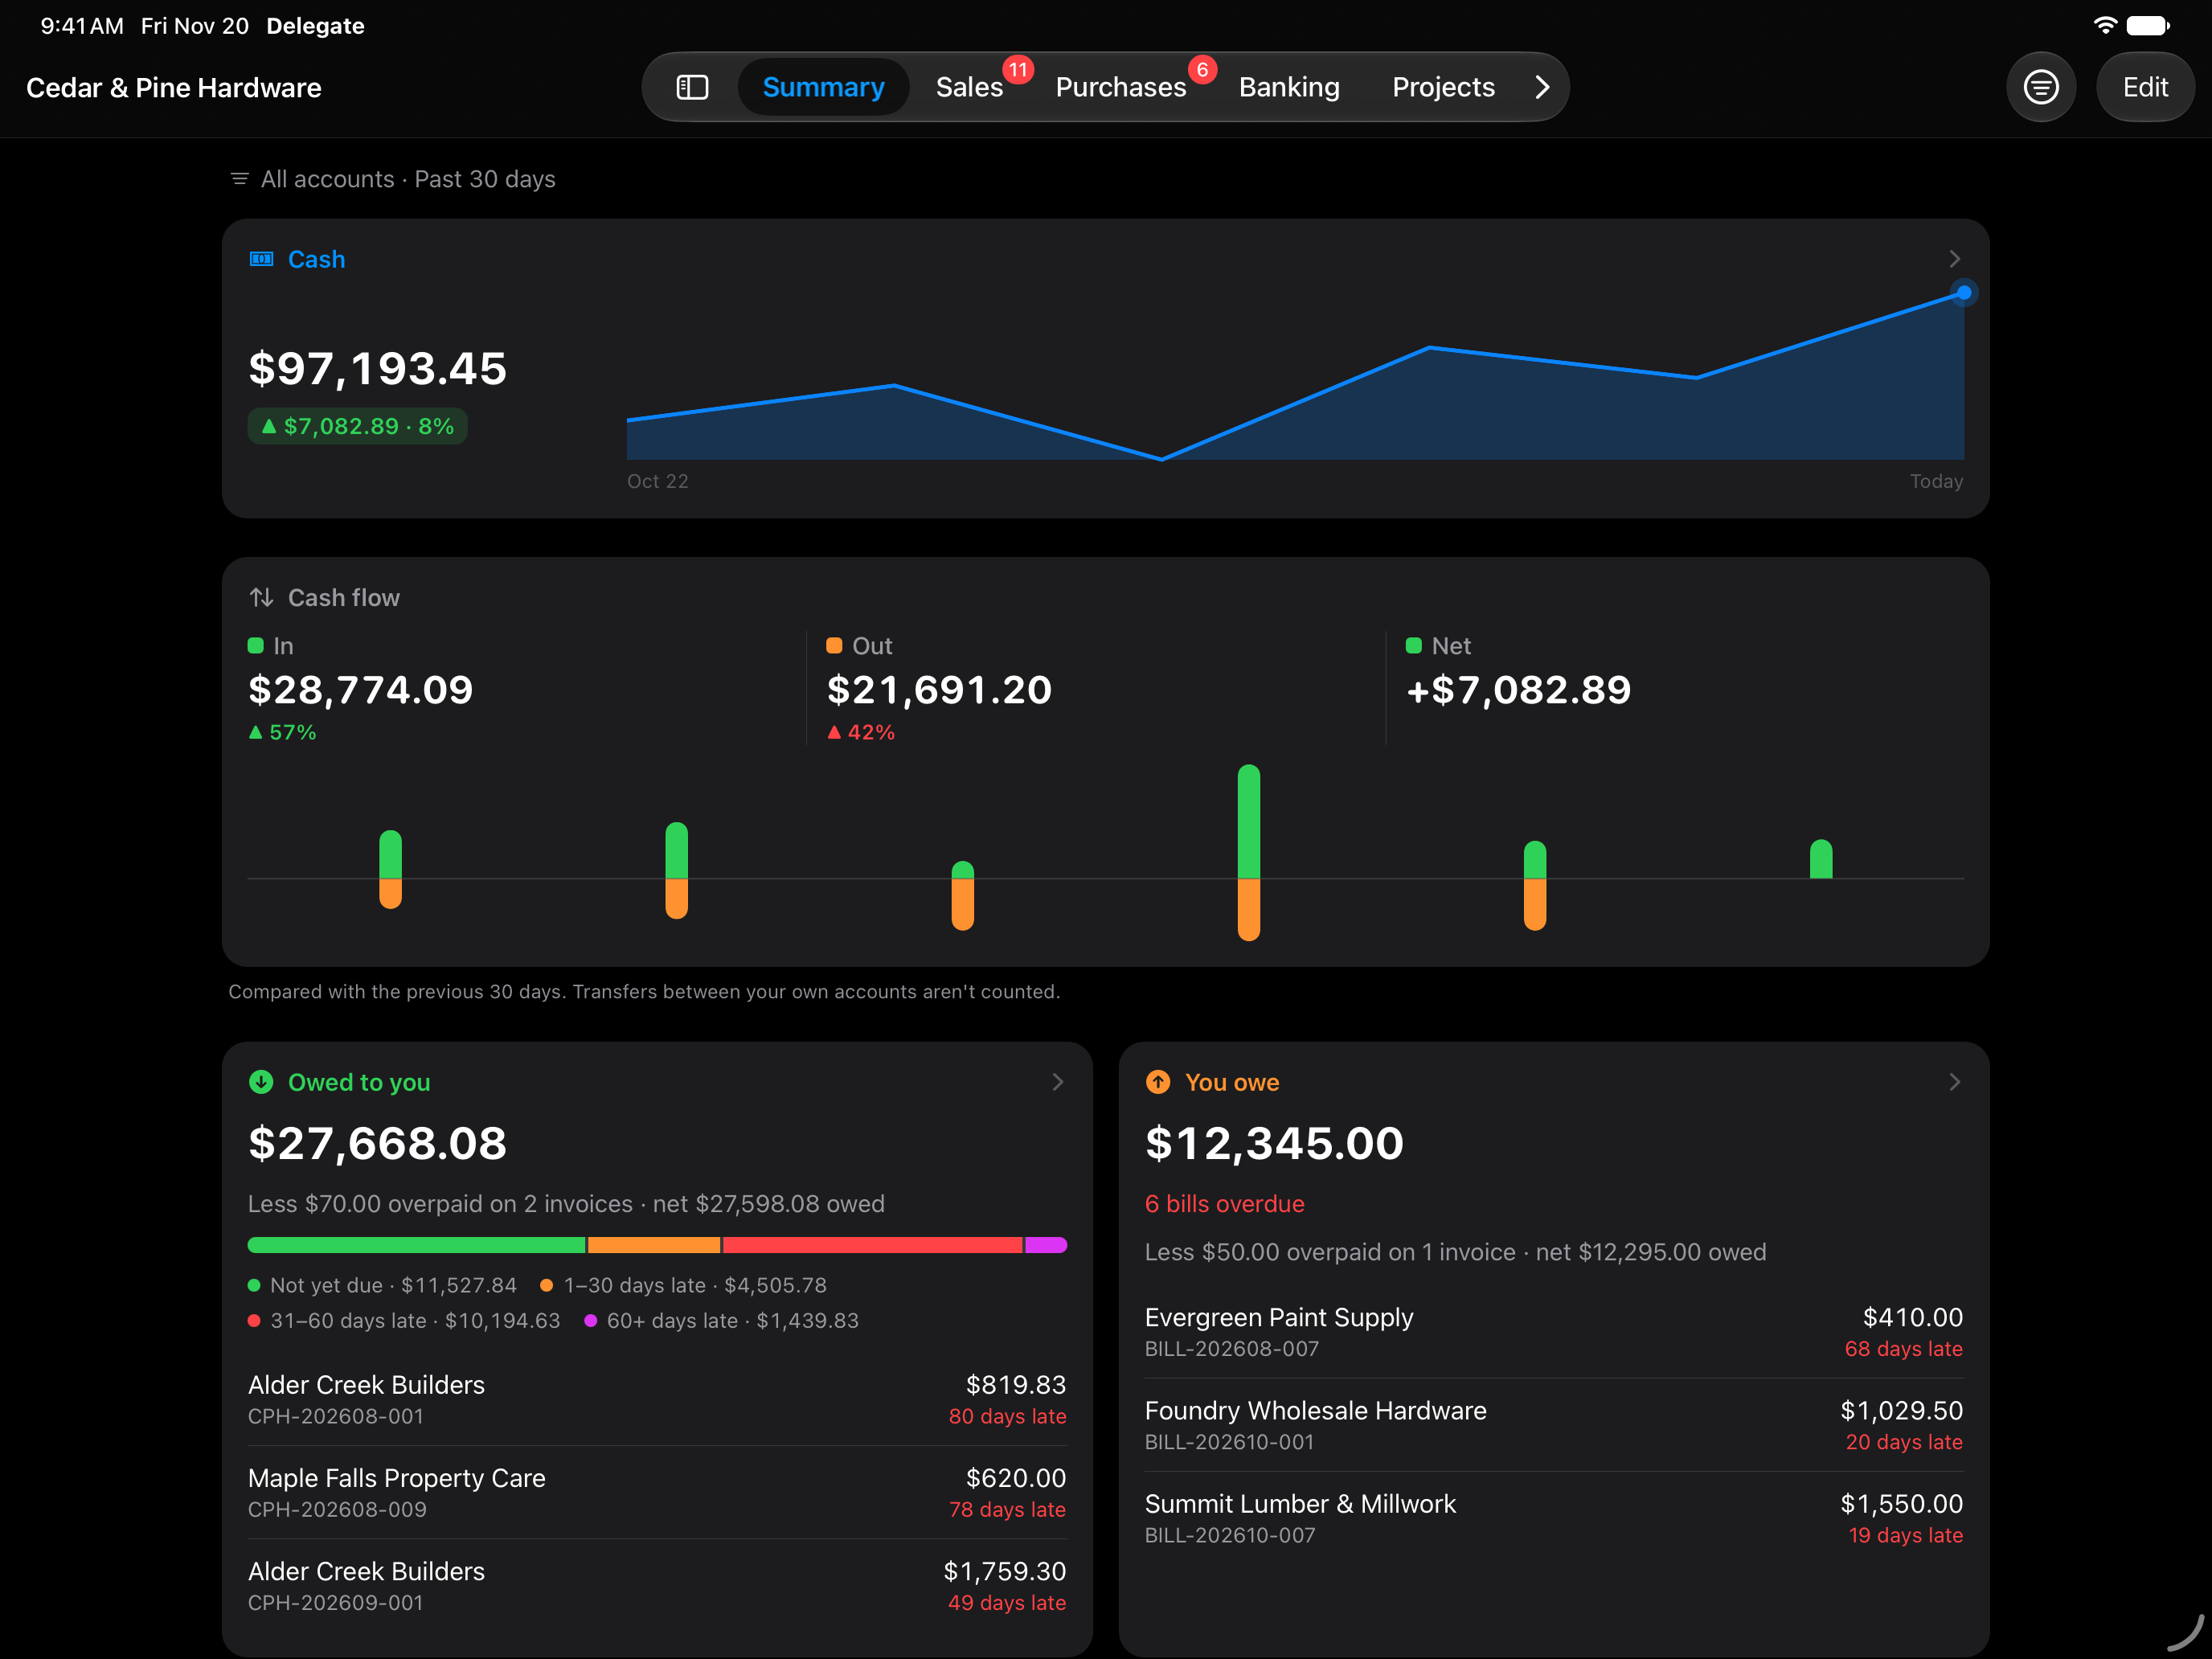 9:41 AM Fri Nov 20 Delegate
Cedar & Pine Hardware
Summary
Sales 11
Purchases 6
Banking
Projects
Edit
All accounts · Past 30 days
Cash
$97,193.45
▲ $7,082.89 · 8%
Oct 22
Today
Cash flow
In
$28,774.09
▲ 57%
Out
$21,691.20
▲ 42%
Net
+$7,082.89
Compared with the previous 30 days. Transfers between your own accounts aren't counted.
Owed to you
$27,668.08
Less $70.00 overpaid on 2 invoices · net $27,598.08 owed
Not yet due · $11,527.84 1–30 days late · $4,505.78
31–60 days late · $10,194.63 60+ days late · $1,439.83
Alder Creek Builders $819.83
CPH-202608-001 80 days late
Maple Falls Property Care $620.00
CPH-202608-009 78 days late
Alder Creek Builders $1,759.30
CPH-202609-001 49 days late
You owe
$12,345.00
6 bills overdue
Less $50.00 overpaid on 1 invoice · net $12,295.00 owed
Evergreen Paint Supply $410.00
BILL-202608-007 68 days late
Foundry Wholesale Hardware $1,029.50
BILL-202610-001 20 days late
Summit Lumber & Millwork $1,550.00
BILL-202610-007 19 days late